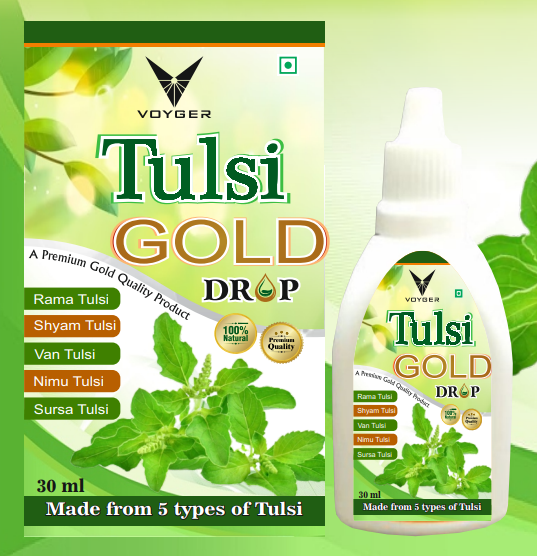 VOYGER
Tulsi
GOLD
DROP
A Premium Gold Quality Product
100%
Natural
Premium
Quality
Rama Tulsi
Shyam Tulsi
Van Tulsi
Nimu Tulsi
Sursa Tulsi
30 ml
Made from 5 types of Tulsi
VOYGER
Tulsi
GOLD
DROP
A Premium Gold Quality Product
100%
Natural
Rama Tulsi
Shyam Tulsi
Van Tulsi
Nimu Tulsi
Sursa Tulsi
30 ml
Made from 5 types of Tulsi